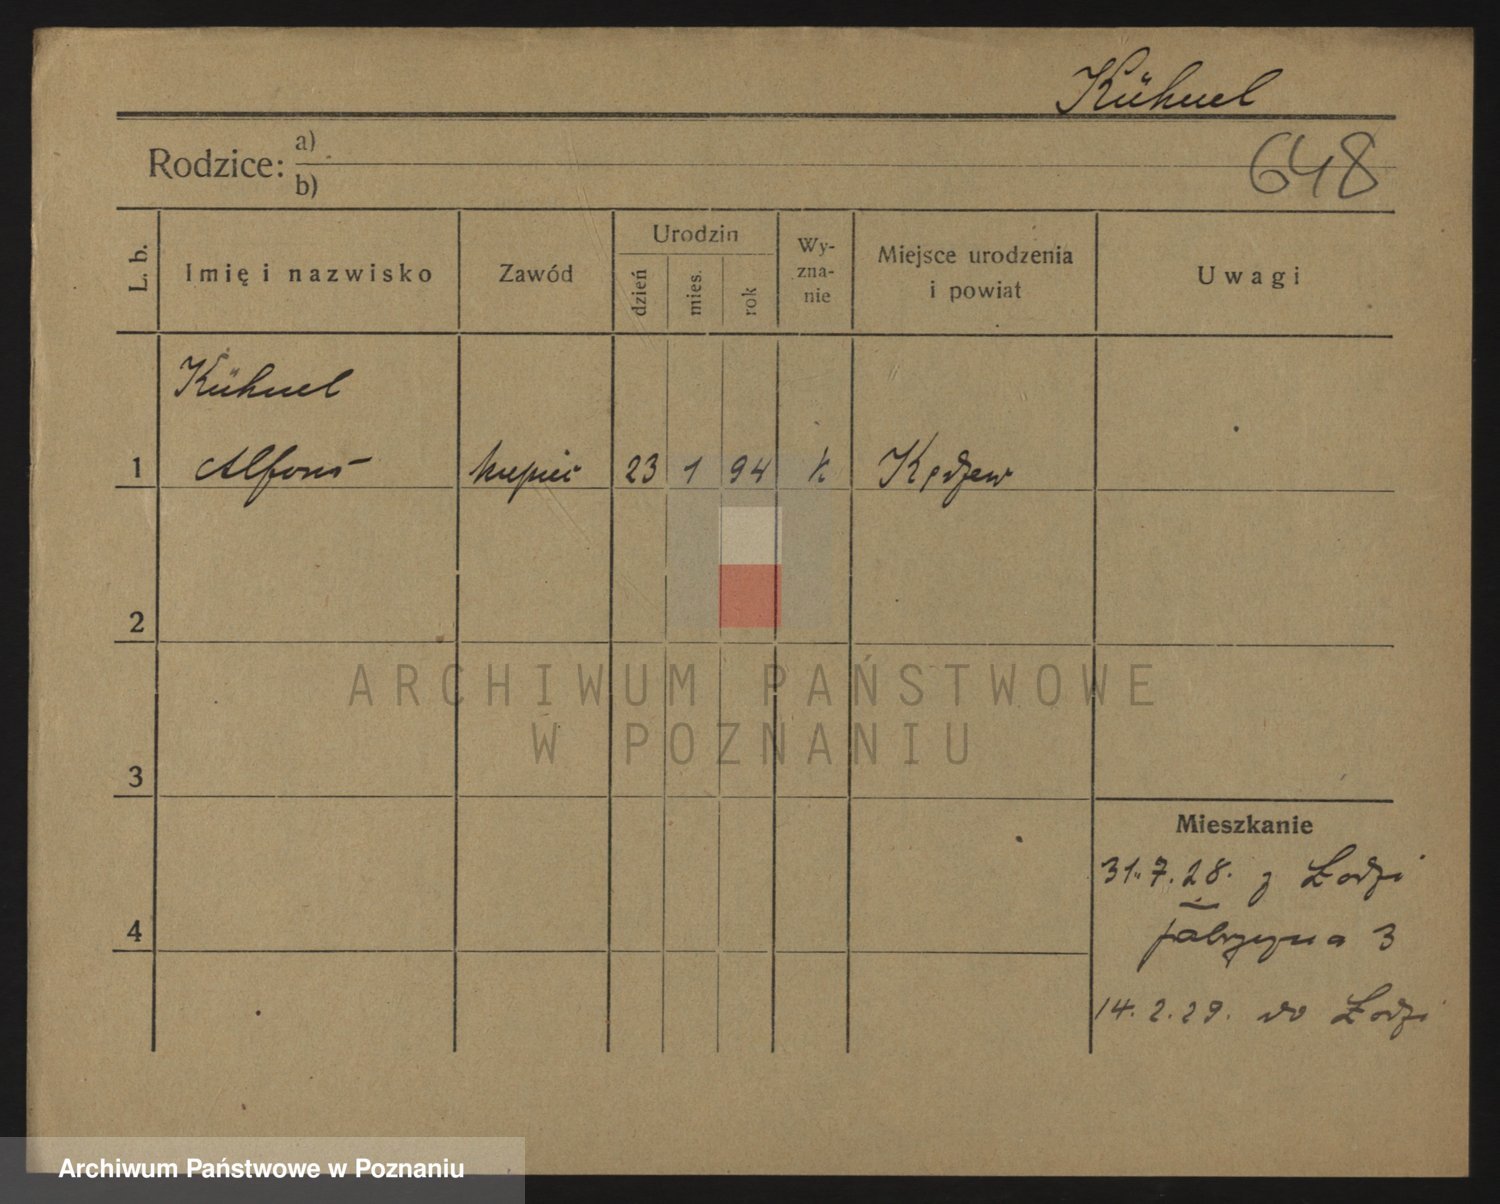 Kühnel
648
Rodzice: a)
b)
L. b.
Imię i nazwisko
Zawód
Urodzin
dzień
mies.
rok
Wy-
zna-
nie
Miejsce urodzenia
i powiat
Uwagi
Kühnel
1 Alfons kupiec 23 1 94 k
2
3
4
Mieszkanie
31.7.28. z Łodzi
fabryczna 3
14.2.29. do Łodzi
ARCHIWUM PAŃSTWOWE
W POZNANIU
Archiwum Państwowe w Poznaniu